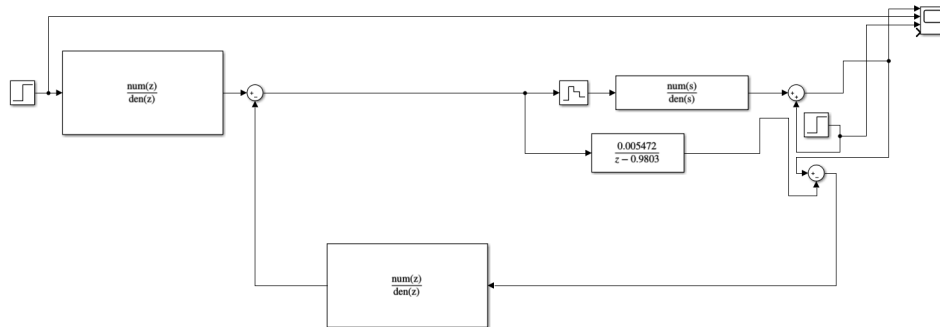 num(z)
den(z)
+
-
num(s)
den(s)
+
+
0.005472
z − 0.9803
+
-
num(z)
den(z)